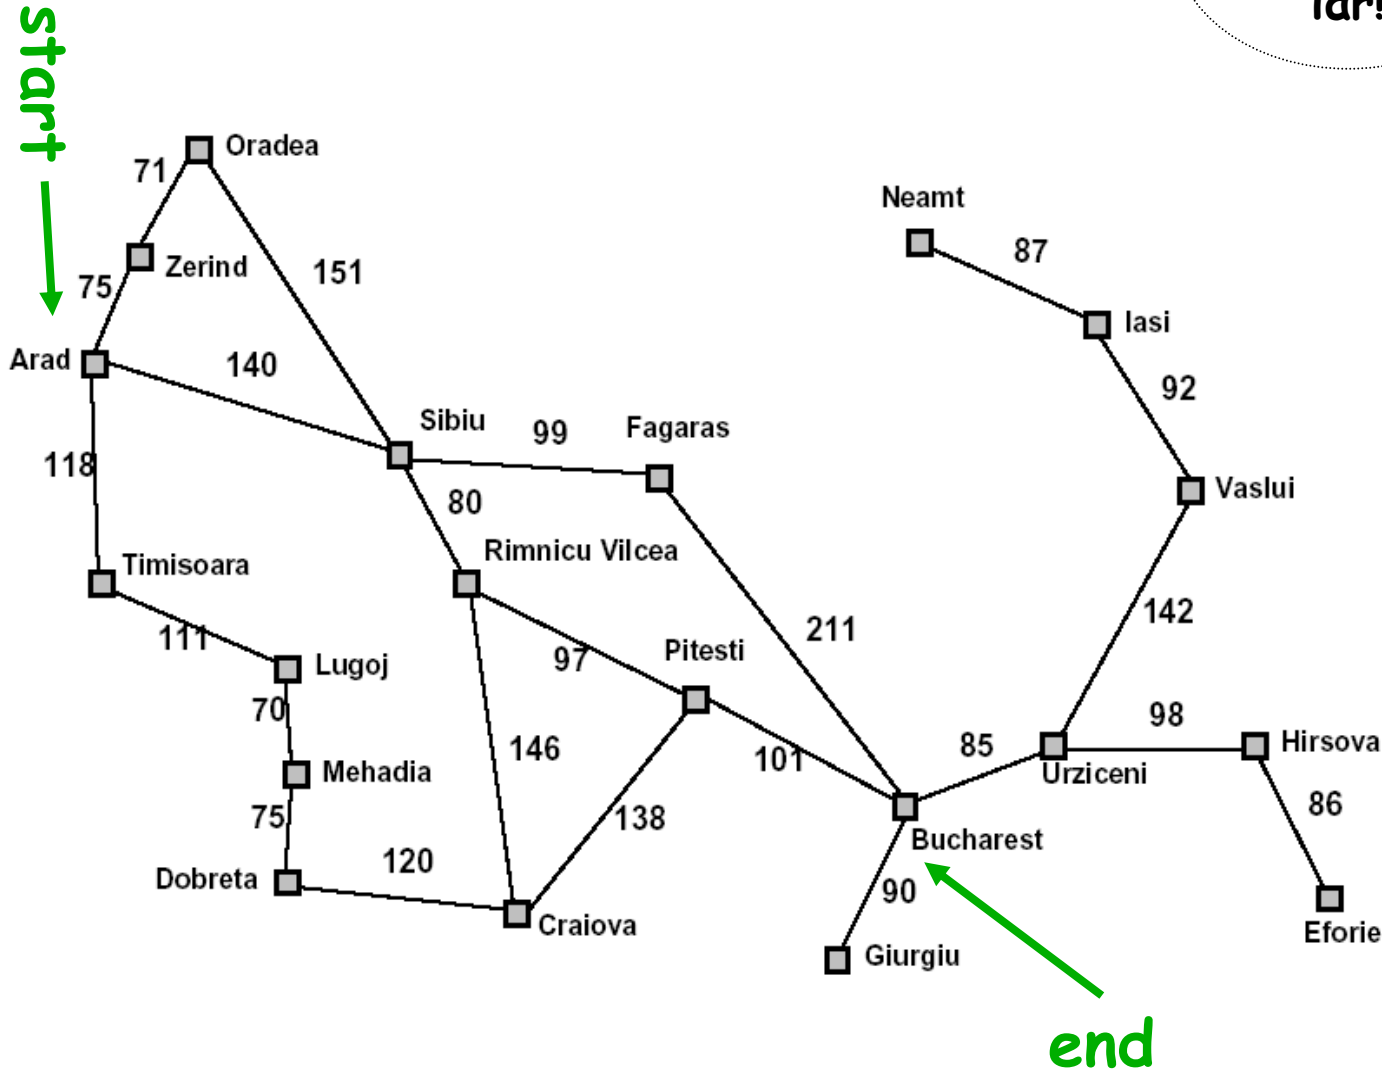 start
Oradea
71
Neamt
87
Zerind
151
75
Iasi
Arad
140
92
Sibiu
99
Fagaras
118
80
Vaslui
Rimnicu Vilcea
Timisoara
142
211
111
97
Pitesti
Lugoj
70
98
146
101
85
Hirsova
Mehadia
Urziceni
75
138
86
Bucharest
120
Dobreta
90
Craiova
Eforie
Giurgiu
end